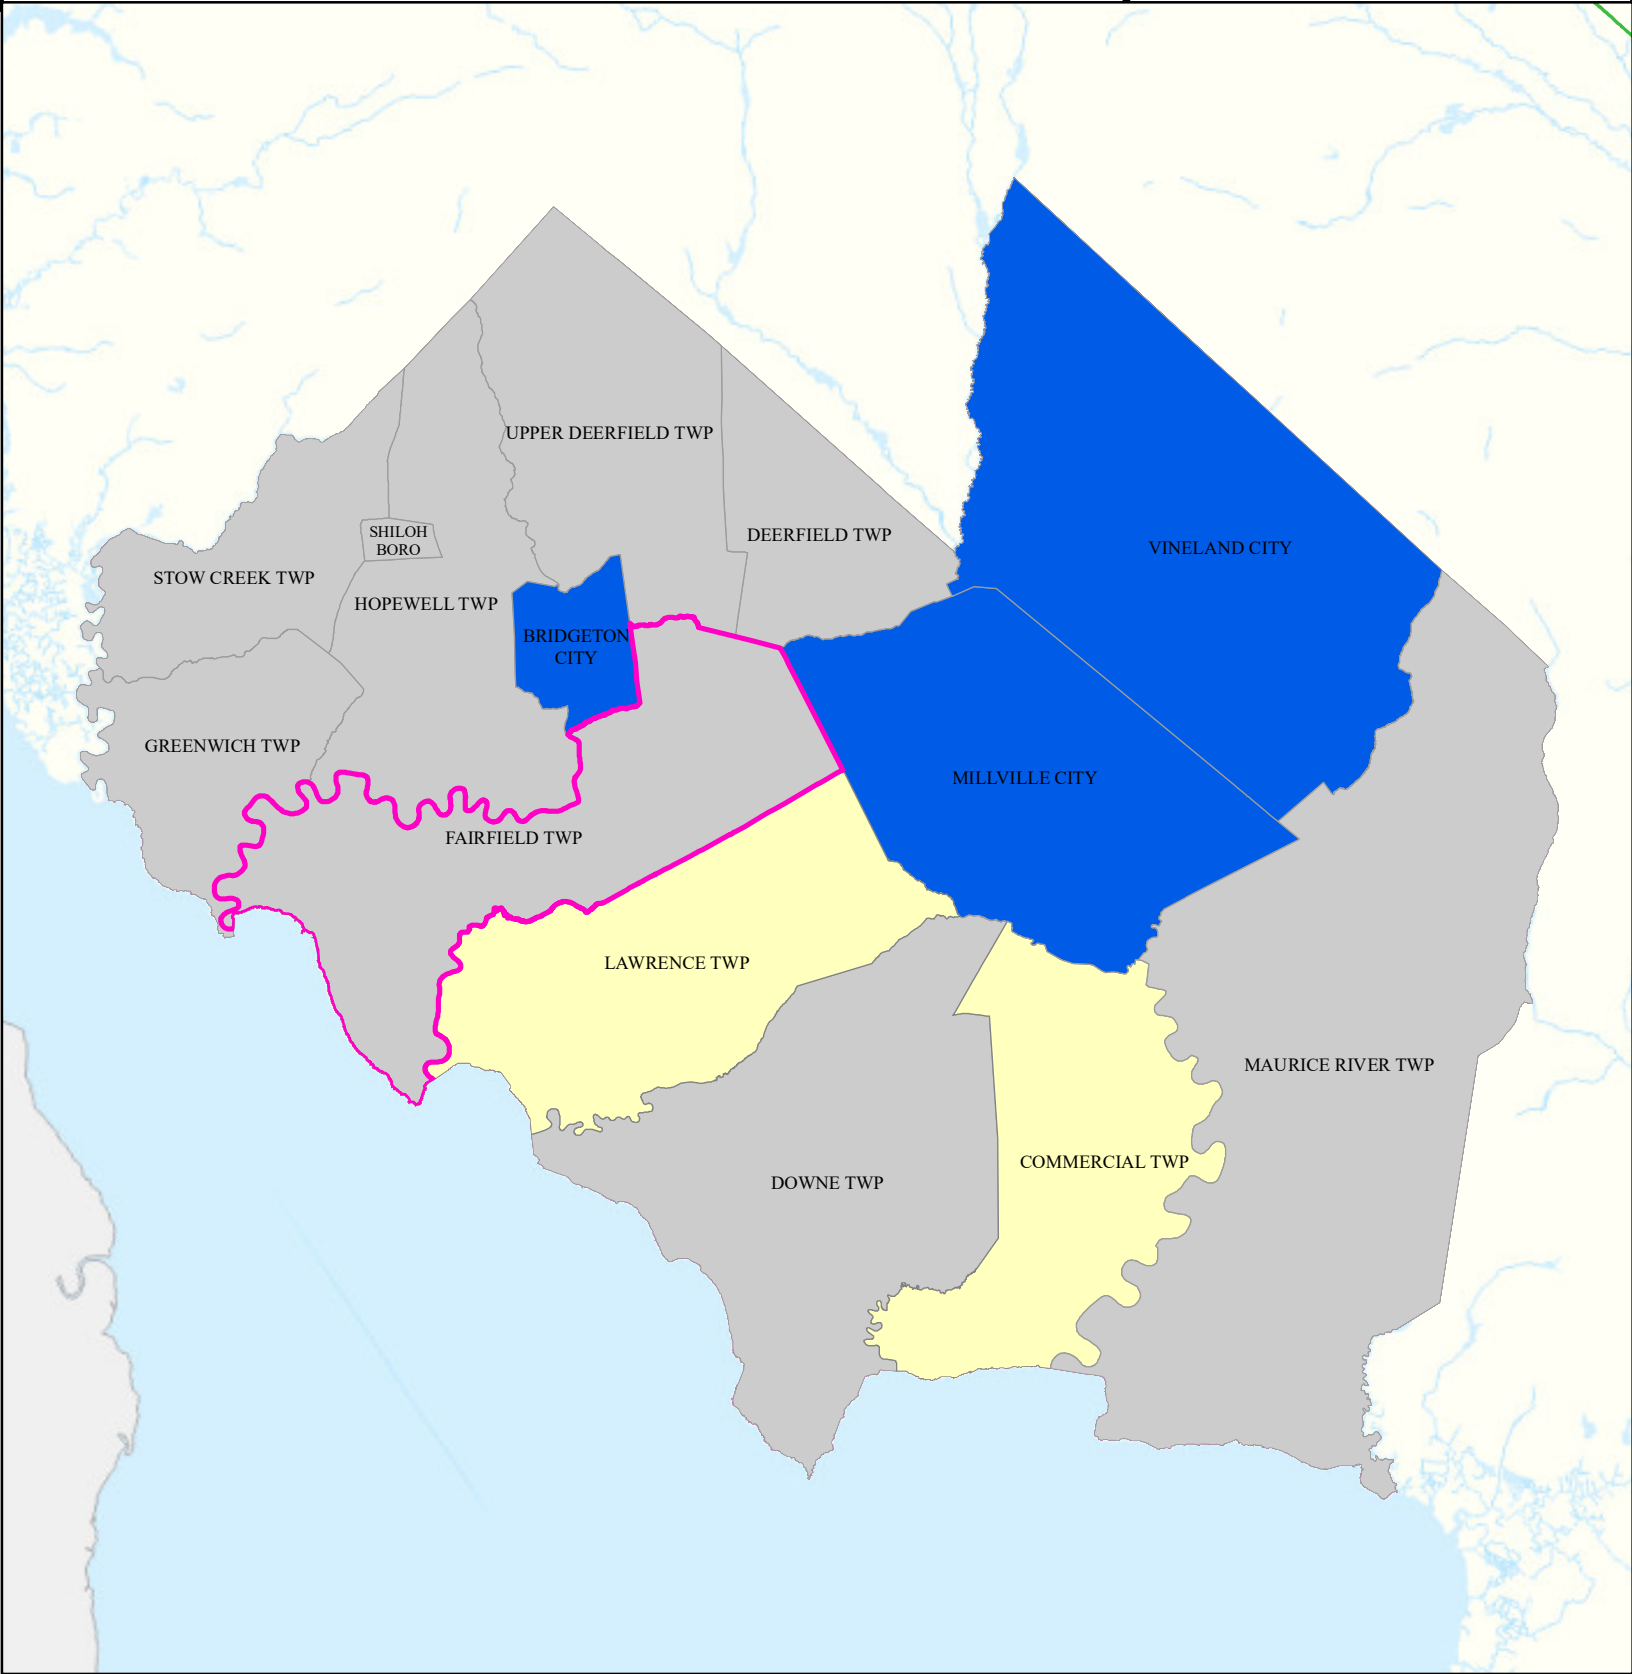 UPPER DEERFIELD TWP
SHILOH
BORO
DEERFIELD TWP
VINELAND CITY
STOW CREEK TWP
HOPEWELL TWP
BRIDGETON
CITY
GREENWICH TWP
MILLVILLE CITY
FAIRFIELD TWP
LAWRENCE TWP
MAURICE RIVER TWP
COMMERCIAL TWP
DOWNE TWP